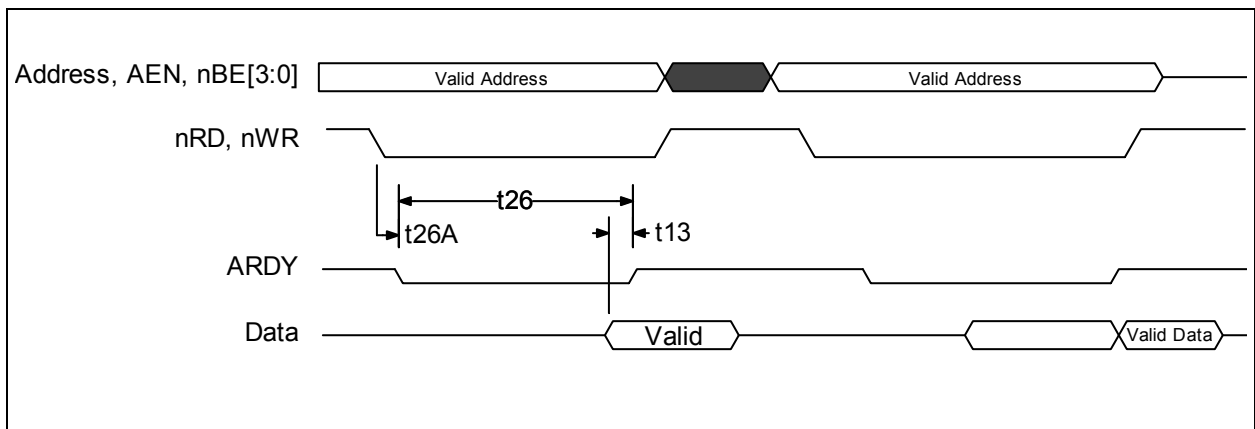 Address, AEN, nBE[3:0] Valid Address Valid Address
nRD, nWR
t26
t26A t13
ARDY
Data Valid Valid Data